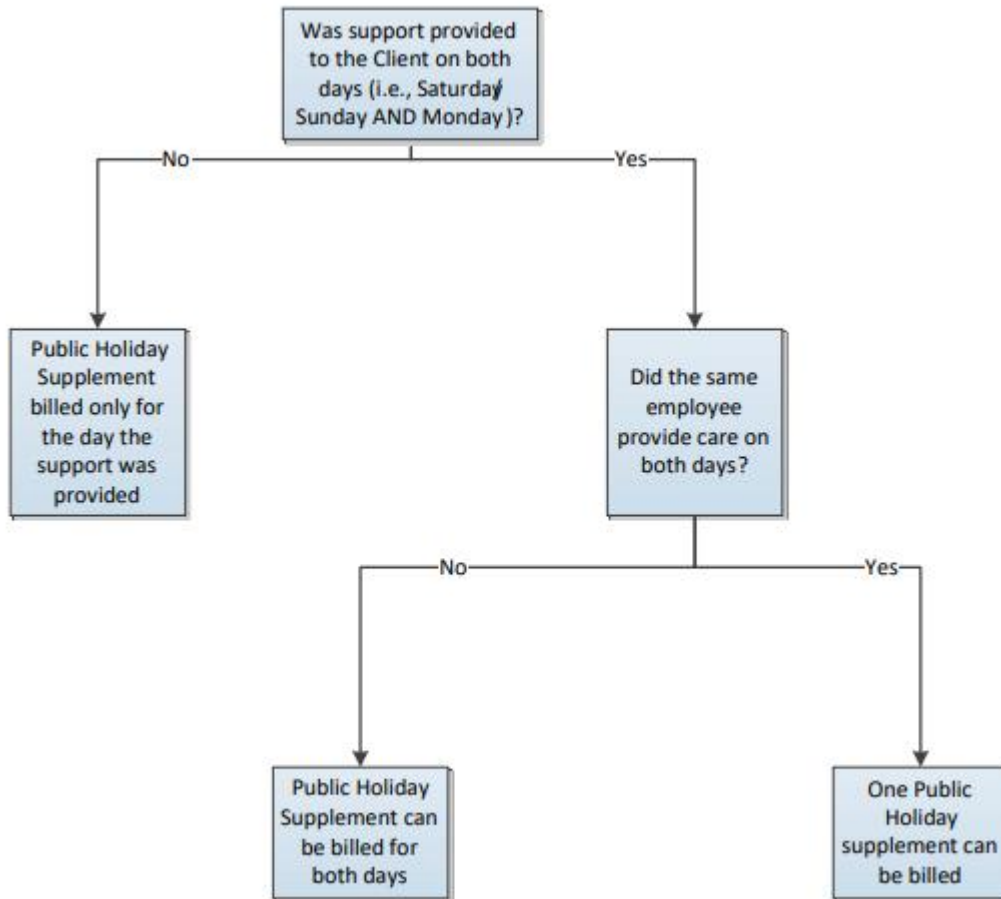 Was support provided
to the Client on both
days (i.e., Saturday/
Sunday AND Monday)?
No
Yes
Public Holiday
Supplement
billed only for
the day the
support was
provided
Did the same
employee
provide care on
both days?
No
Yes
Public Holiday
Supplement can
be billed for
both days
One Public
Holiday
supplement can
be billed